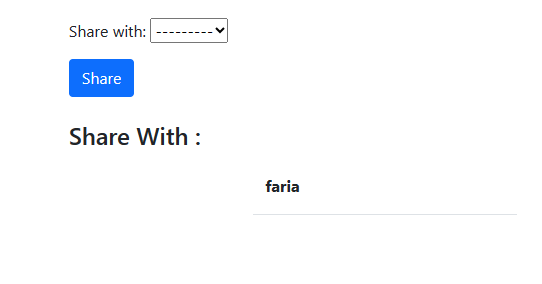 Share with: ---------
Share
Share With :
faria